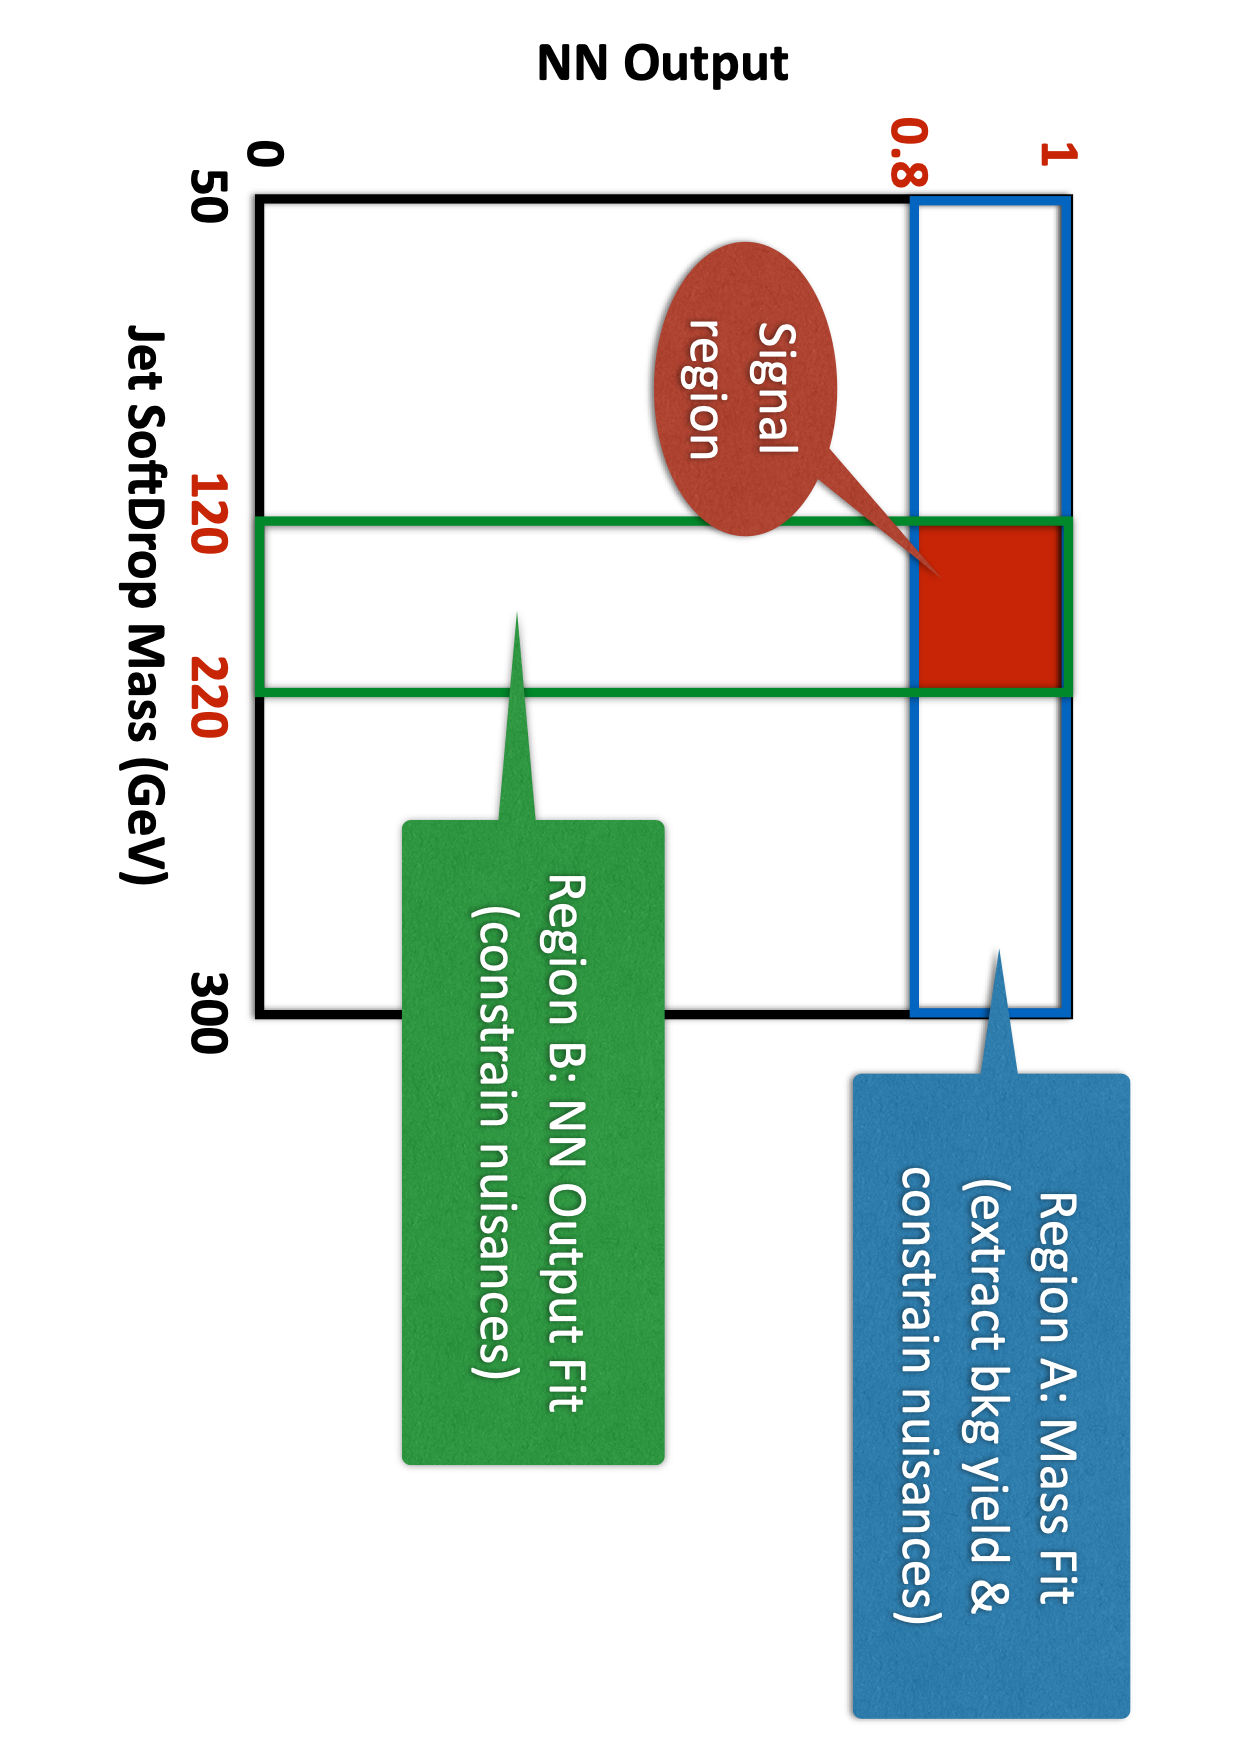 NN Output
1
0.8
0
50
120
220
300
Jet SoftDrop Mass (GeV)
Signal
region
Region A: Mass Fit
(extract bkg yield &
constrain nuisances)
Region B: NN Output Fit
(constrain nuisances)